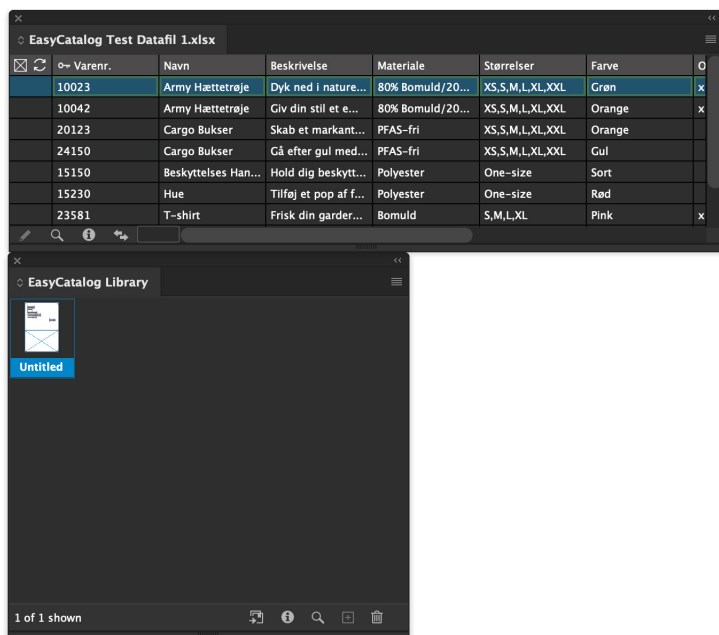 EasyCatalog Test Datafil 1.xlsx
Varenr. Navn Beskrivelse Materiale Størrelser Farve O
10023 Army Hættetrøje Dyk ned i nature... 80% Bomuld/20... XS,S,M,L,XL,XXL Grøn x
10042 Army Hættetrøje Giv din stil et e... 80% Bomuld/20... XS,S,M,L,XL,XXL Orange x
20123 Cargo Bukser Skab et markant... PFAS-fri XS,S,M,L,XL,XXL Orange
24150 Cargo Bukser Gå efter gul med... PFAS-fri XS,S,M,L,XL,XXL Gul
15150 Beskyttelses Han... Hold dig beskytt... Polyester One-size Sort
15230 Hue Tilføj et pop af f... Polyester One-size Rød
23581 T-shirt Frisk din garder... Bomuld S,M,L,XL Pink x
EasyCatalog Library
Untitled
1 of 1 shown